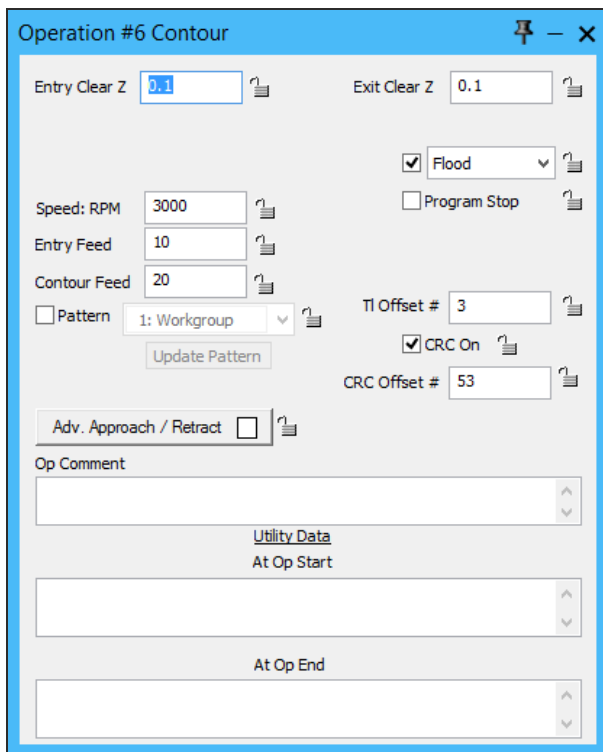 Operation #6 Contour
Entry Clear Z 0.1 Exit Clear Z 0.1
Flood
Speed: RPM 3000 Program Stop
Entry Feed 10
Contour Feed 20
Tl Offset # 3
Pattern 1: Workgroup
CRC On
Update Pattern
CRC Offset # 53
Adv. Approach / Retract
Op Comment
Utility Data
At Op Start
At Op End